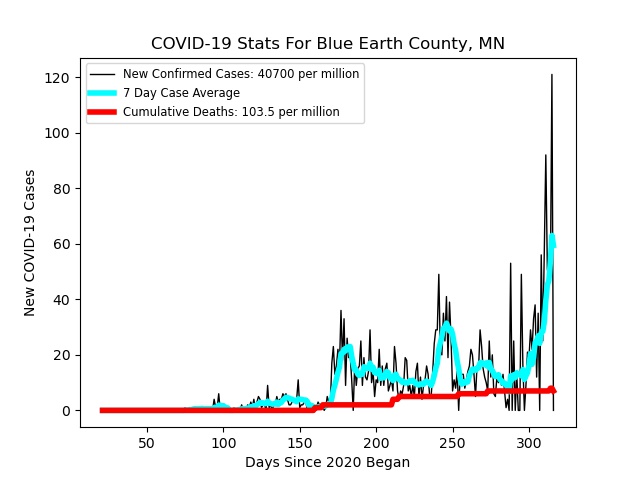 COVID-19 Stats For Blue Earth County, MN
New Confirmed Cases: 40700 per million
7 Day Case Average
Cumulative Deaths: 103.5 per million
New COVID-19 Cases
120
100
80
60
40
20
0
50 100 150 200 250 300
Days Since 2020 Began